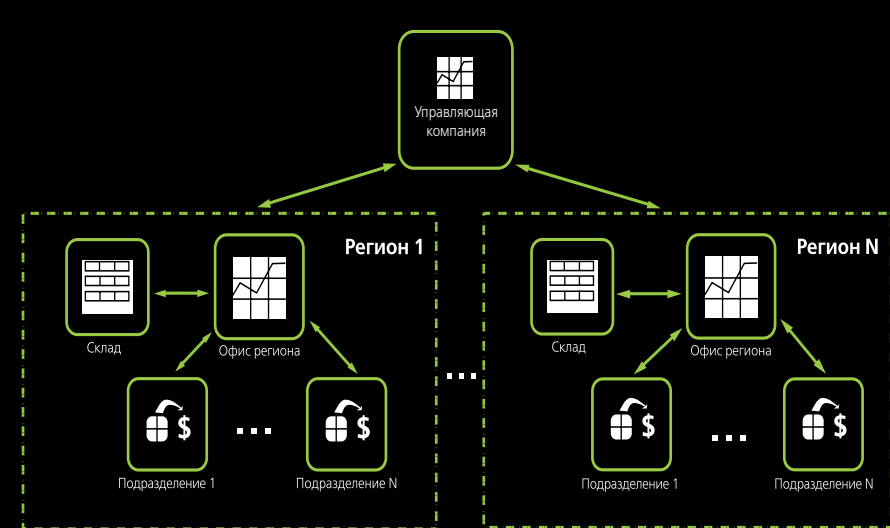 Управляющая
компания
Регион 1
Склад
Офис региона
$
$
Подразделение 1
...
Подразделение N
...
Регион N
Склад
Офис региона
$
$
Подразделение 1
...
Подразделение N